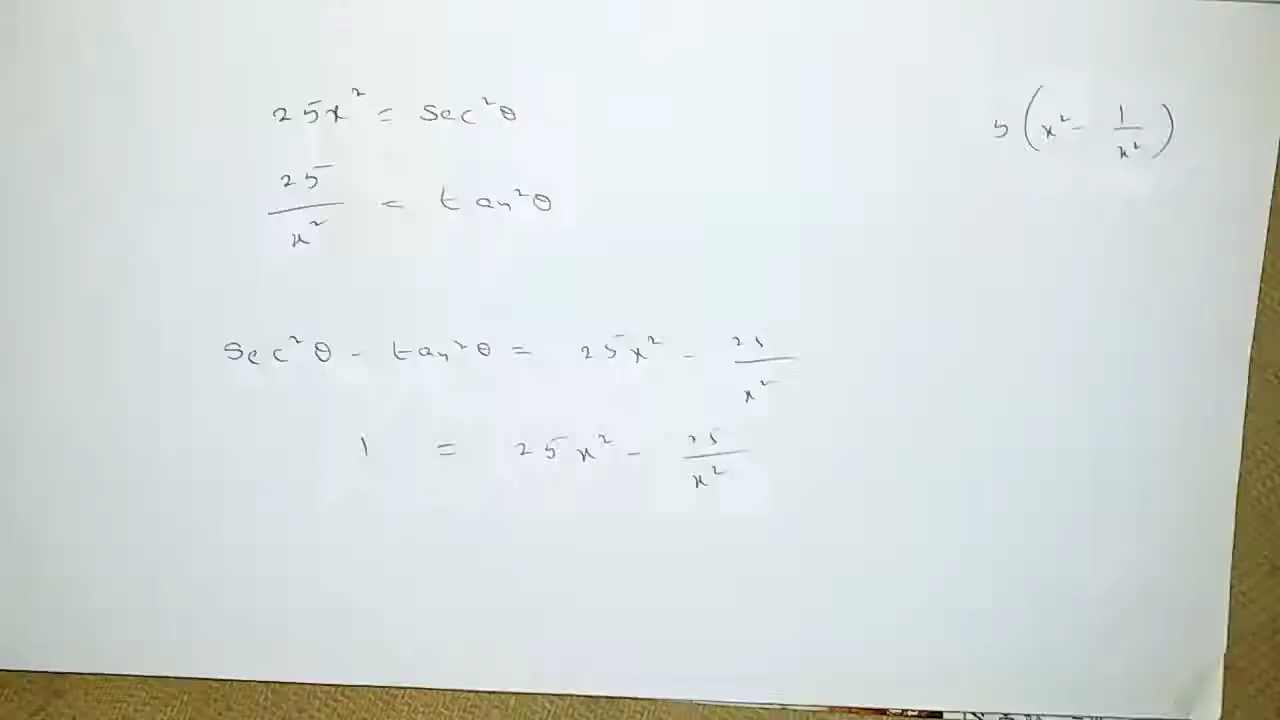 25x² = sec²θ
5(x² - 1/x²)
25/x² = tan²θ
sec²θ - tan²θ = 25x² - 25/x²
1 = 25x² - 25/x²